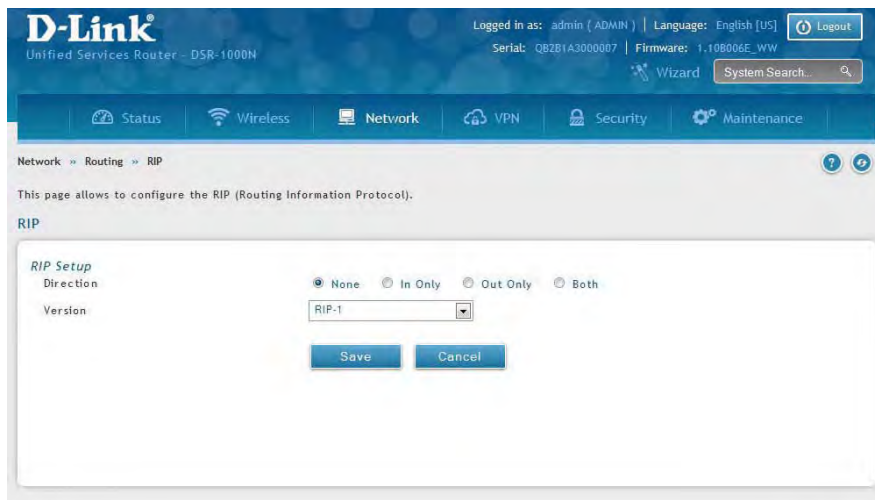 D-Link
Logged in as: admin ( ADMIN ) | Language: English [US]
Logout
Unified Services Router - DSR-1000N
Serial: QB2B1A3000007 | Firmware: 1.10B006E_WW
Wizard
System Search...
Status
Wireless
Network
VPN
Security
Maintenance
Network » Routing » RIP
?
This page allows to configure the RIP (Routing Information Protocol).
RIP
RIP Setup
Direction
None
In Only
Out Only
Both
Version
RIP-1
Save
Cancel